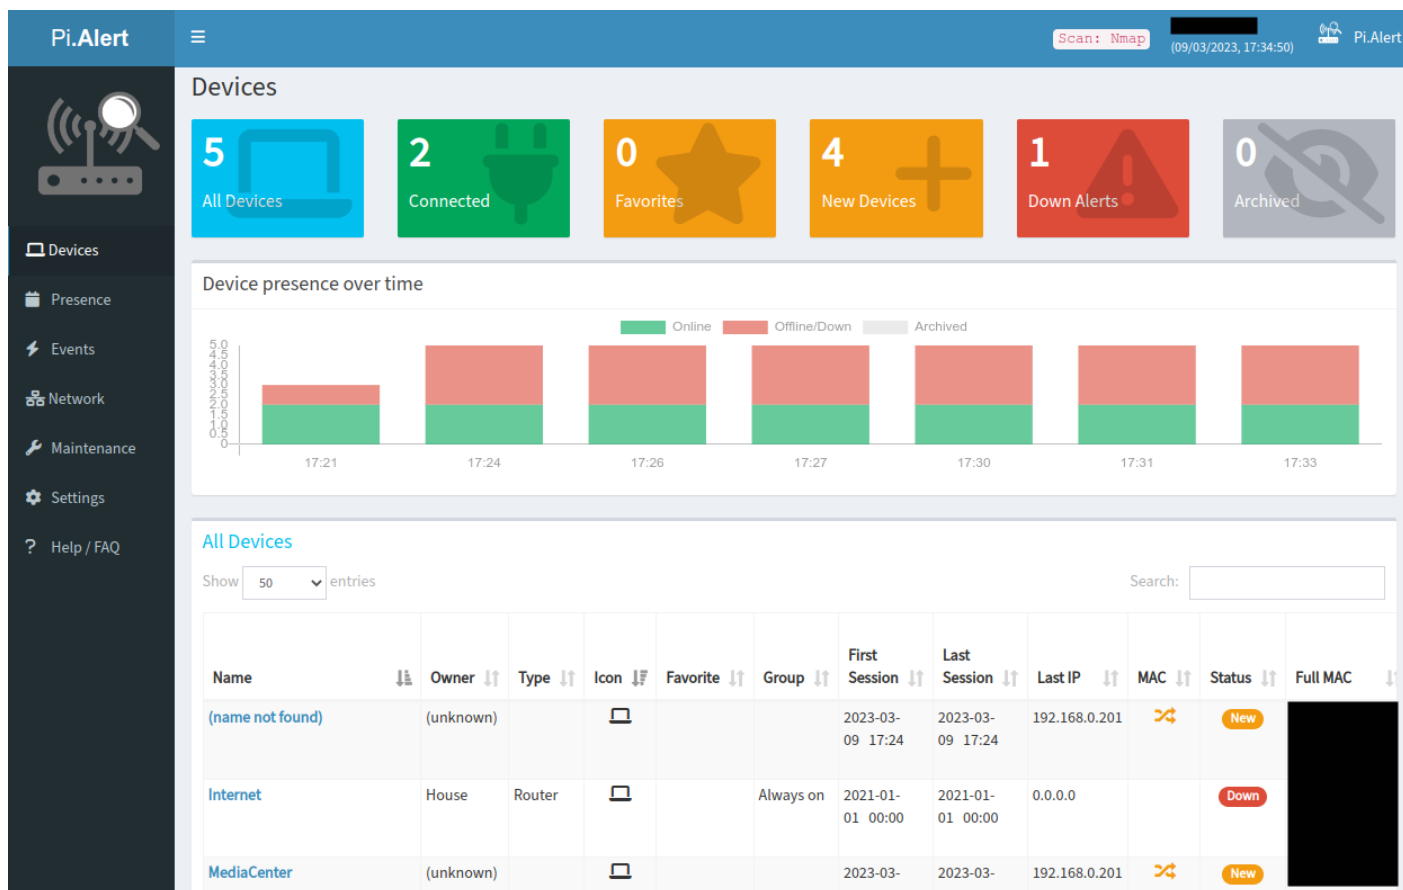 Pi.Alert
Scan: Nmap
(09/03/2023, 17:34:50)
Pi.Alert
Devices
5
All Devices
2
Connected
0
Favorites
4
New Devices
1
Down Alerts
0
Archived
Devices
Presence
Events
Network
Maintenance
Settings
? Help / FAQ
Device presence over time
Online Offline/Down Archived
5.0
4.5
4.0
3.5
3.0
2.5
2.0
1.5
1.0
0.5
0
17:21 17:24 17:26 17:27 17:30 17:31 17:33
All Devices
Show 50 entries
Search:
Name Owner Type Icon Favorite Group First Session Last Session Last IP MAC Status Full MAC
(name not found) (unknown) 2023-03- 2023-03- 192.168.0.201 New
09 17:24 09 17:24
Internet House Router Always on 2021-01- 2021-01- 0.0.0.0 Down
01 00:00 01 00:00
MediaCenter (unknown) 2023-03- 2023-03- 192.168.0.201 New